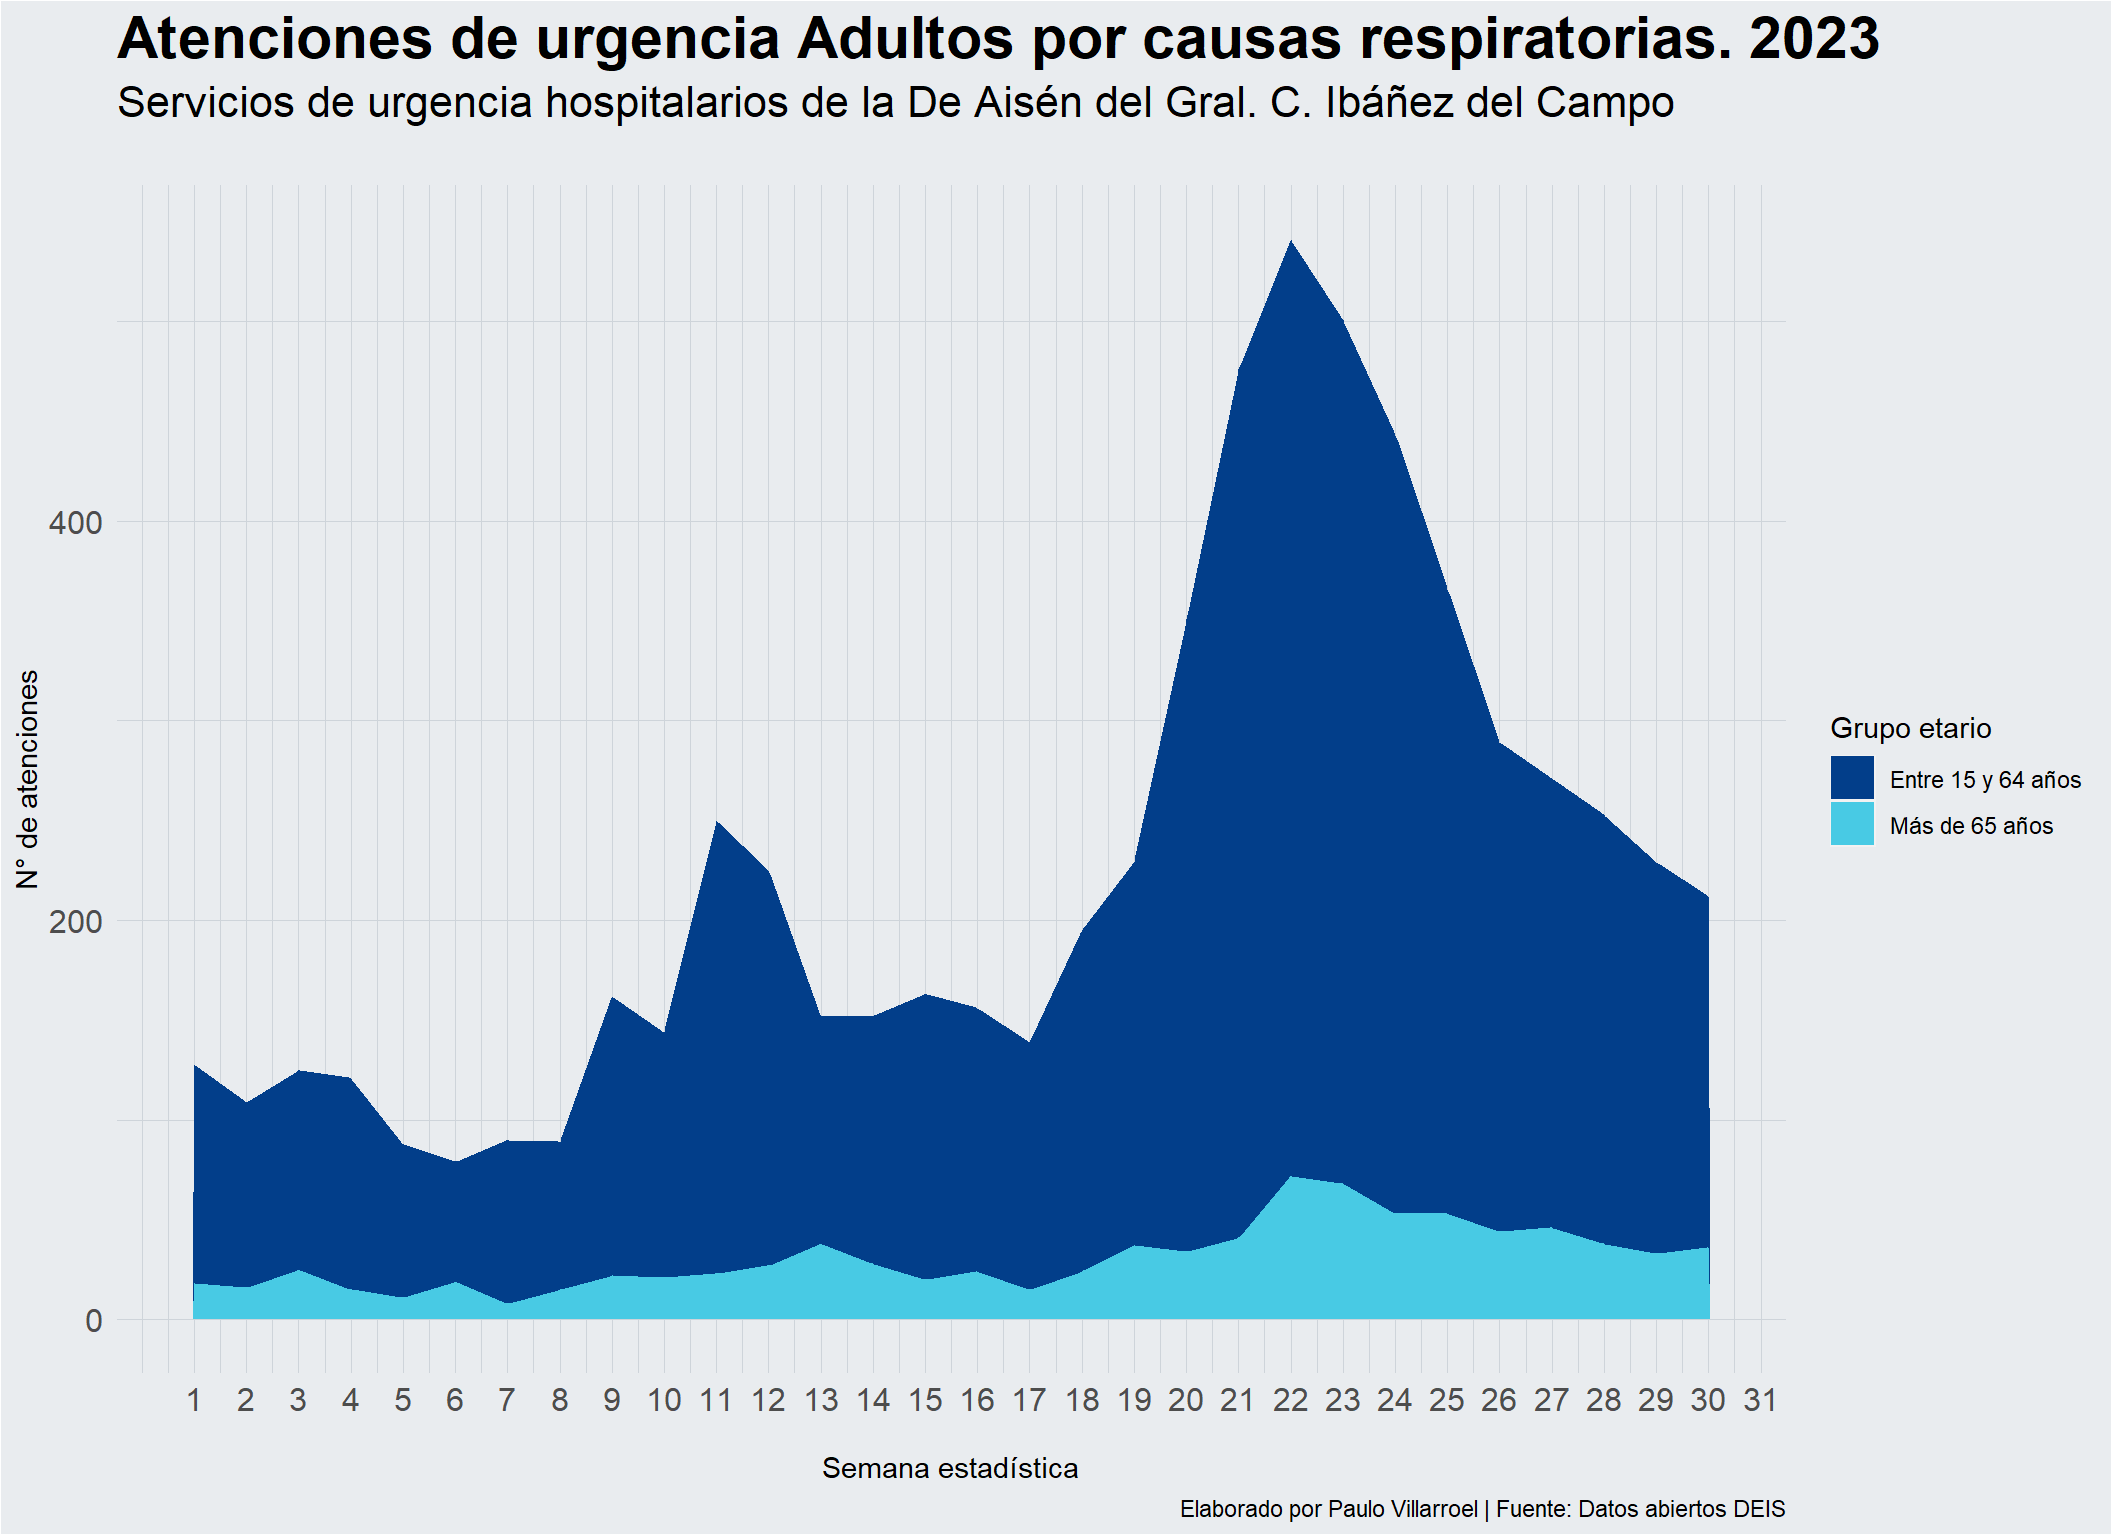 Atenciones de urgencia Adultos por causas respiratorias. 2023
Servicios de urgencia hospitalarios de la De Aisén del Gral. C. Ibáñez del Campo
400
200
0
N° de atenciones
Grupo etario
Entre 15 y 64 años
Más de 65 años
1 2 3 4 5 6 7 8 9 10 11 12 13 14 15 16 17 18 19 20 21 22 23 24 25 26 27 28 29 30 31
Semana estadística
Elaborado por Paulo Villarroel | Fuente: Datos abiertos DEIS